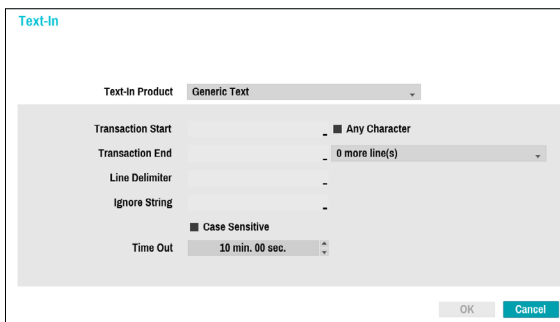 Text-In
Text-In Product Generic Text
Transaction Start Any Character
Transaction End 0 more line(s)
Line Delimiter
Ignore String
Case Sensitive
Time Out 10 min. 00 sec.
OK Cancel